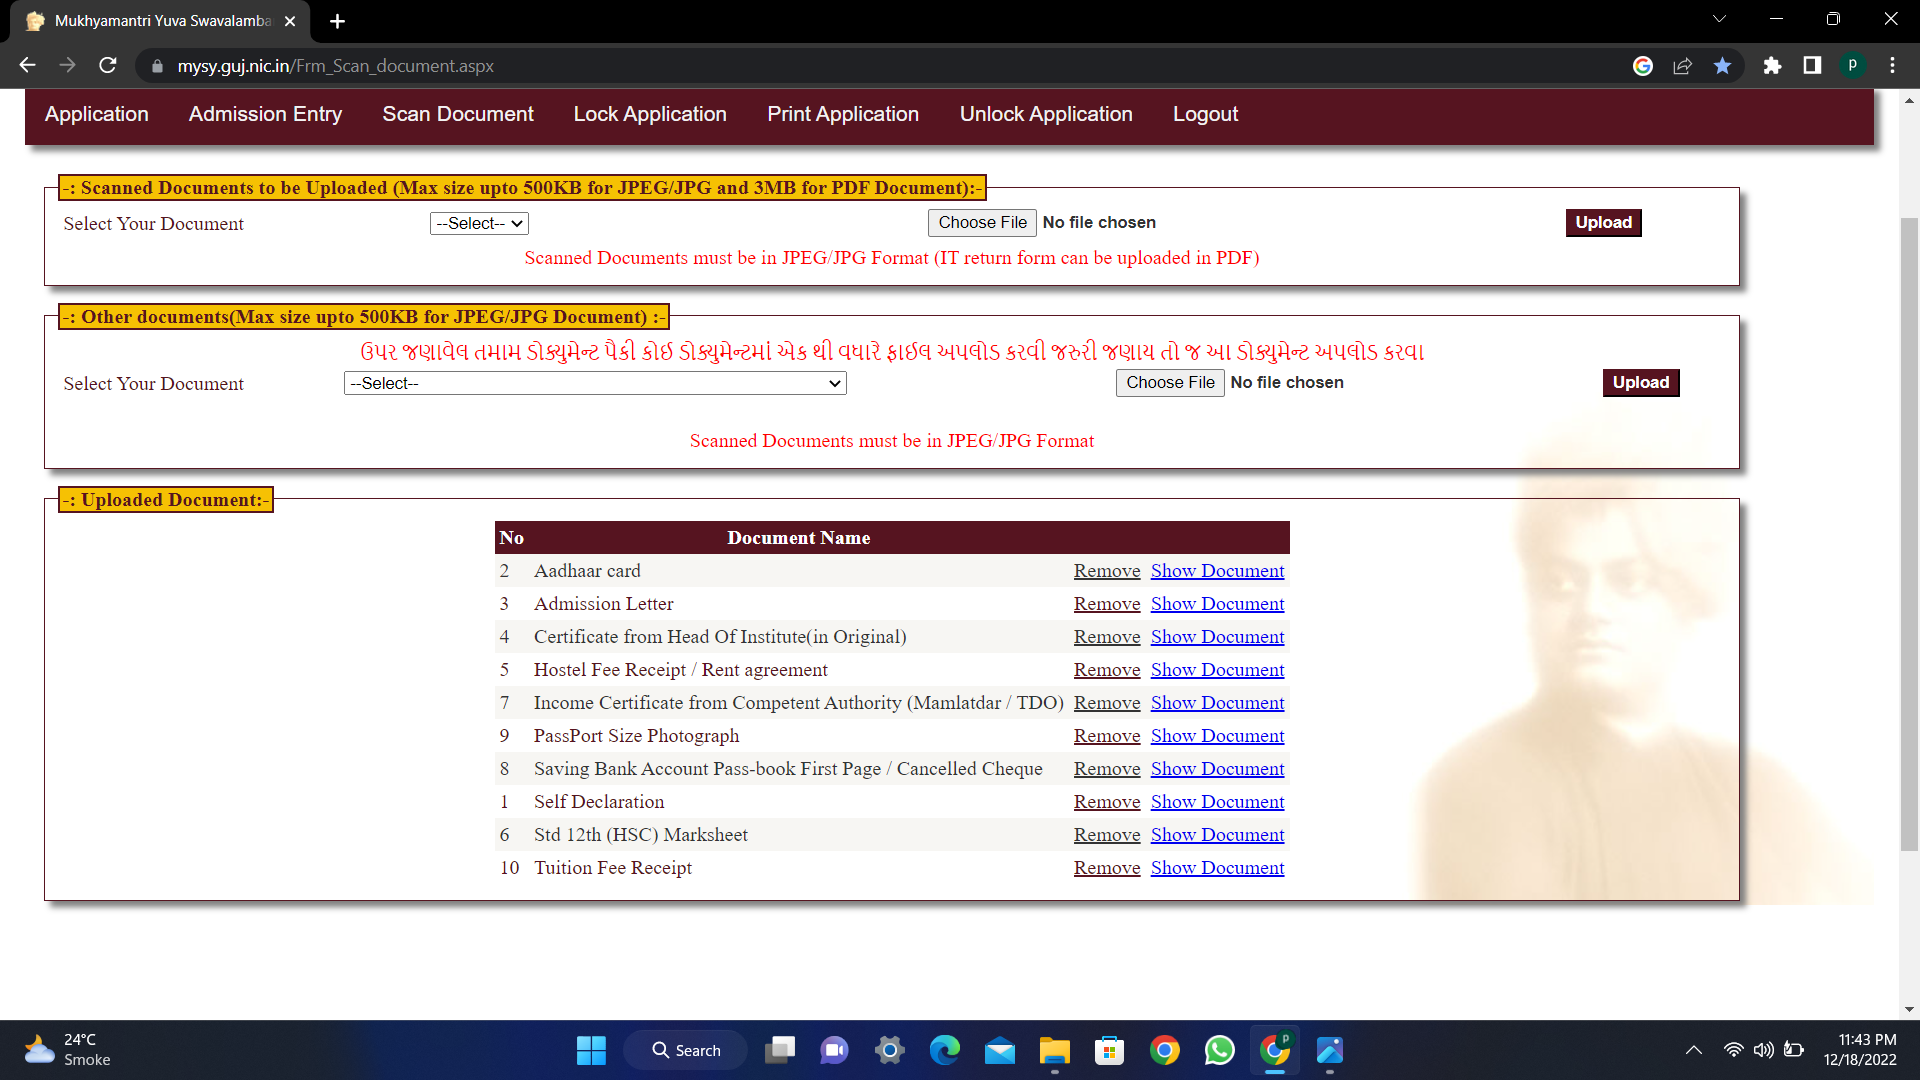 Mukhyamantri Yuva Swavalamba
mysy.guj.nic.in/Frm_Scan_document.aspx
P
Application Admission Entry Scan Document Lock Application Print Application Unlock Application Logout
-: Scanned Documents to be Uploaded (Max size upto 500KB for JPEG/JPG and 3MB for PDF Document):-
Select Your Document --Select-- Choose File No file chosen Upload
Scanned Documents must be in JPEG/JPG Format (IT return form can be uploaded in PDF)
-: Other documents(Max size upto 500KB for JPEG/JPG Document) :-
ઉપર જણાવેલ તમામ ડોક્યુમેન્ટ પૈકી કોઈ ડોક્યુમેન્ટમાં એક થી વધારે ફાઈલ અપલોડ કરવી જરુરી જણાય તો જ આ ડોક્યુમેન્ટ અપલોડ કરવા
Select Your Document --Select-- Choose File No file chosen Upload
Scanned Documents must be in JPEG/JPG Format
-: Uploaded Document:-
No Document Name
2 Aadhaar card Remove Show Document
3 Admission Letter Remove Show Document
4 Certificate from Head Of Institute(in Original) Remove Show Document
5 Hostel Fee Receipt / Rent agreement Remove Show Document
7 Income Certificate from Competent Authority (Mamlatdar / TDO) Remove Show Document
9 PassPort Size Photograph Remove Show Document
8 Saving Bank Account Pass-book First Page / Cancelled Cheque Remove Show Document
1 Self Declaration Remove Show Document
6 Std 12th (HSC) Marksheet Remove Show Document
10 Tuition Fee Receipt Remove Show Document
24°C
Smoke
Search
P
11:43 PM
12/18/2022